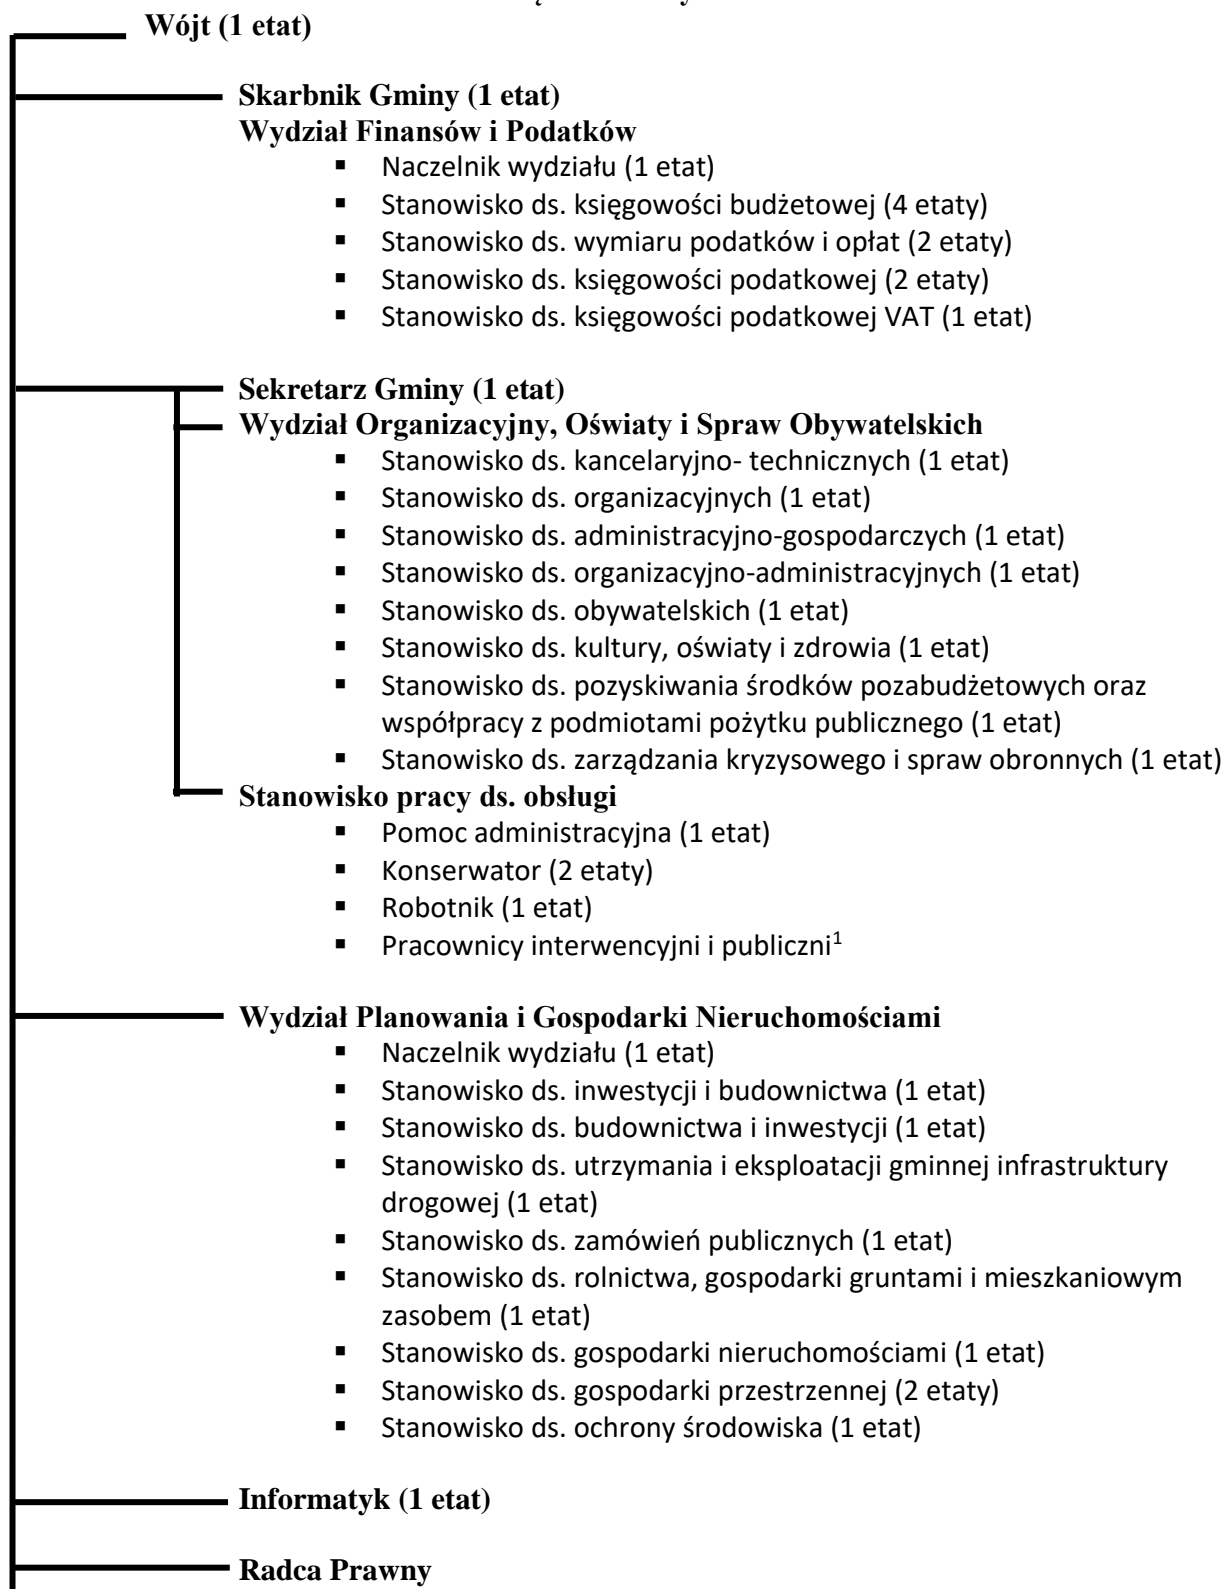 Wójt (1 etat)
Skarbnik Gminy (1 etat)
Wydział Finansów i Podatków
▪ Naczelnik wydziału (1 etat)
▪ Stanowisko ds. księgowości budżetowej (4 etaty)
▪ Stanowisko ds. wymiaru podatków i opłat (2 etaty)
▪ Stanowisko ds. księgowości podatkowej (2 etaty)
▪ Stanowisko ds. księgowości podatkowej VAT (1 etat)
Sekretarz Gminy (1 etat)
Wydział Organizacyjny, Oświaty i Spraw Obywatelskich
▪ Stanowisko ds. kancelaryjno- technicznych (1 etat)
▪ Stanowisko ds. organizacyjnych (1 etat)
▪ Stanowisko ds. administracyjno-gospodarczych (1 etat)
▪ Stanowisko ds. organizacyjno-administracyjnych (1 etat)
▪ Stanowisko ds. obywatelskich (1 etat)
▪ Stanowisko ds. kultury, oświaty i zdrowia (1 etat)
▪ Stanowisko ds. pozyskiwania środków pozabudżetowych oraz
współpracy z podmiotami pożytku publicznego (1 etat)
▪ Stanowisko ds. zarządzania kryzysowego i spraw obronnych (1 etat)
Stanowisko pracy ds. obsługi
▪ Pomoc administracyjna (1 etat)
▪ Konserwator (2 etaty)
▪ Robotnik (1 etat)
▪ Pracownicy interwencyjni i publiczni¹
Wydział Planowania i Gospodarki Nieruchomościami
▪ Naczelnik wydziału (1 etat)
▪ Stanowisko ds. inwestycji i budownictwa (1 etat)
▪ Stanowisko ds. budownictwa i inwestycji (1 etat)
▪ Stanowisko ds. utrzymania i eksploatacji gminnej infrastruktury
drogowej (1 etat)
▪ Stanowisko ds. zamówień publicznych (1 etat)
▪ Stanowisko ds. rolnictwa, gospodarki gruntami i mieszkaniowym
zasobem (1 etat)
▪ Stanowisko ds. gospodarki nieruchomościami (1 etat)
▪ Stanowisko ds. gospodarki przestrzennej (2 etaty)
▪ Stanowisko ds. ochrony środowiska (1 etat)
Informatyk (1 etat)
Radca Prawny